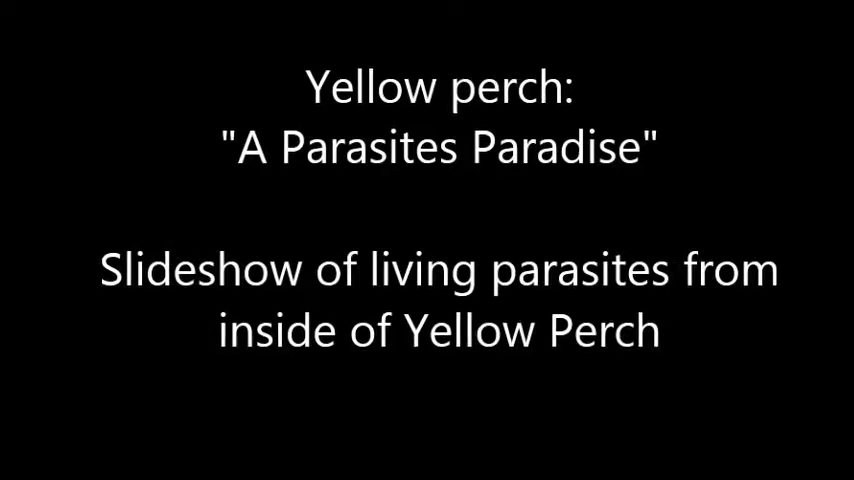 Yellow perch:
"A Parasites Paradise"
Slideshow of living parasites from
inside of Yellow Perch